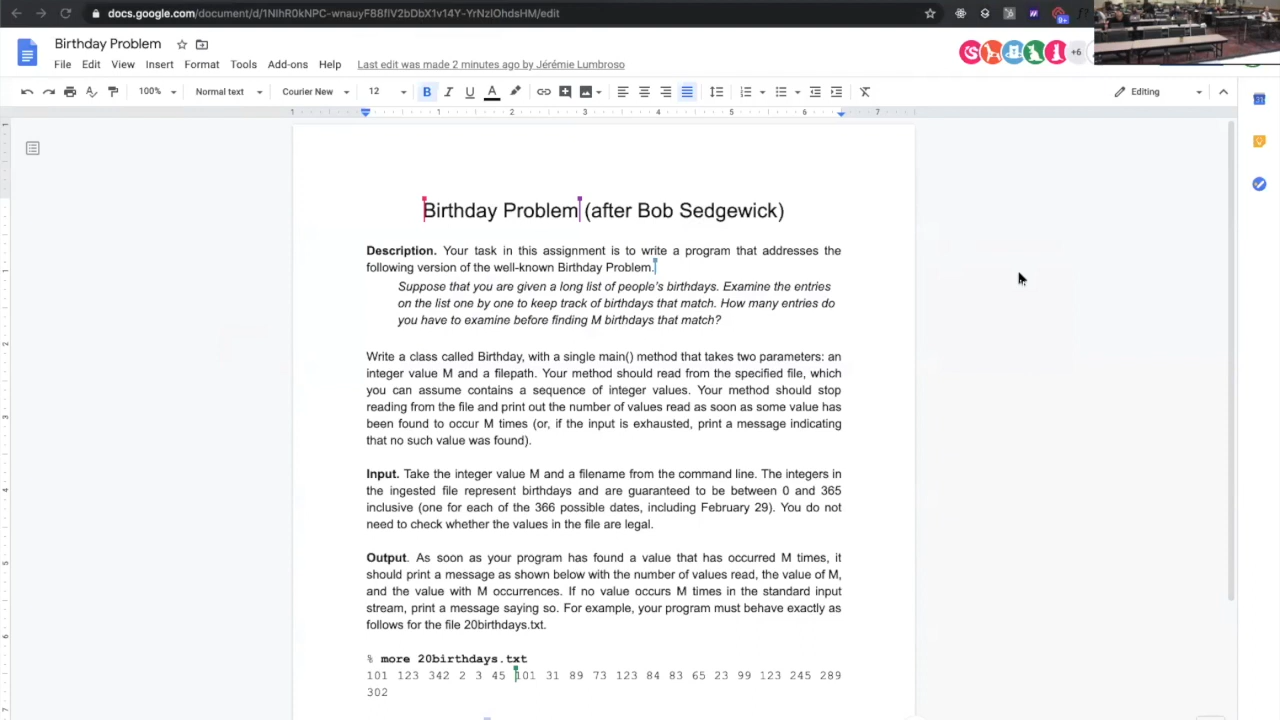 docs.google.com/document/d/1NIhR0kNPC-wnauyF88fIV2bDbX1v14Y-YrNzIOhdsHM/edit
9+
Birthday Problem
File Edit View Insert Format Tools Add-ons Help Last edit was made 2 minutes ago by Jérémie Lumbroso
+6
100% Normal text Courier New 12 B I U A Editing
1 1 2 3 4 5 6 7
Birthday Problem (after Bob Sedgewick)
Description. Your task in this assignment is to write a program that addresses the
following version of the well-known Birthday Problem.
Suppose that you are given a long list of people's birthdays. Examine the entries
on the list one by one to keep track of birthdays that match. How many entries do
you have to examine before finding M birthdays that match?
Write a class called Birthday, with a single main() method that takes two parameters: an
integer value M and a filepath. Your method should read from the specified file, which
you can assume contains a sequence of integer values. Your method should stop
reading from the file and print out the number of values read as soon as some value has
been found to occur M times (or, if the input is exhausted, print a message indicating
that no such value was found).
Input. Take the integer value M and a filename from the command line. The integers in
the ingested file represent birthdays and are guaranteed to be between 0 and 365
inclusive (one for each of the 366 possible dates, including February 29). You do not
need to check whether the values in the file are legal.
Output. As soon as your program has found a value that has occurred M times, it
should print a message as shown below with the number of values read, the value of M,
and the value with M occurrences. If no value occurs M times in the standard input
stream, print a message saying so. For example, your program must behave exactly as
follows for the file 20birthdays.txt.
% more 20birthdays.txt
101 123 342 2 3 45 101 31 89 73 123 84 83 65 23 99 123 245 289
302